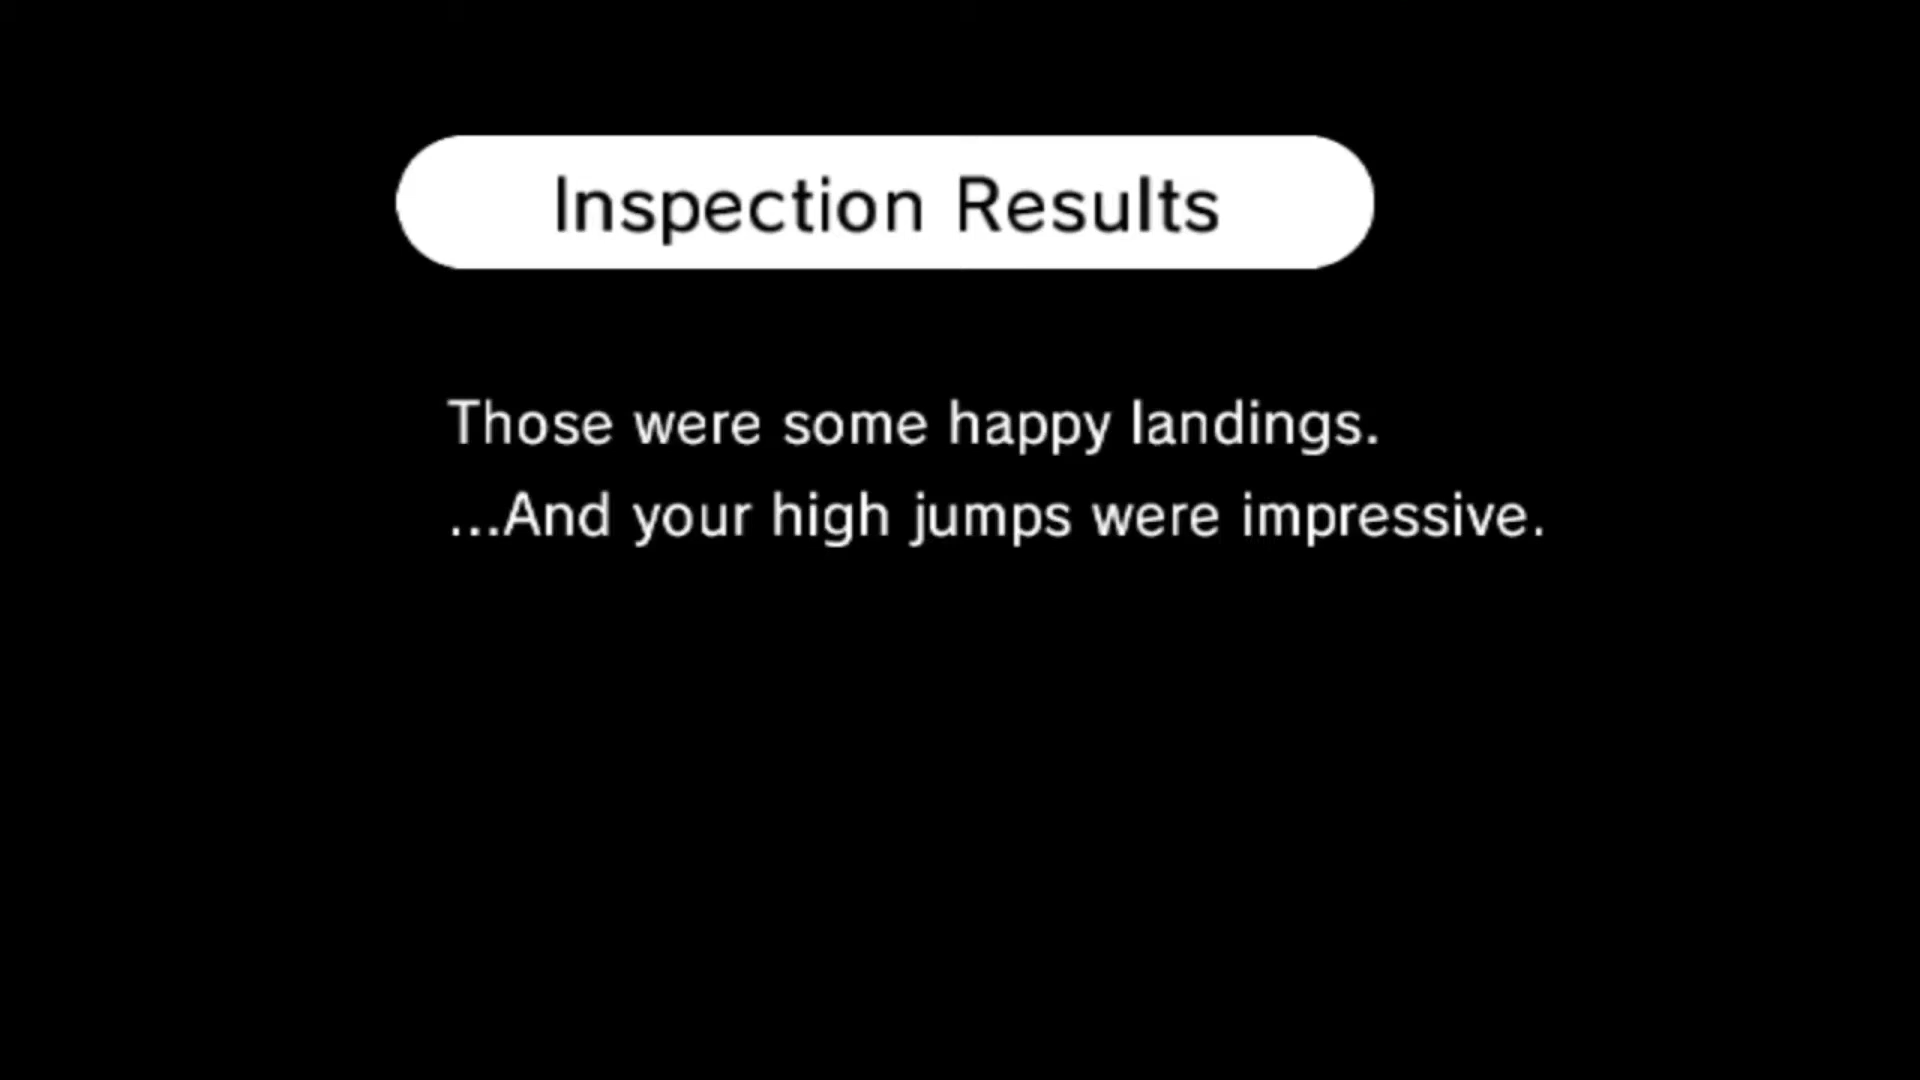 Inspection Results
Those were some happy landings.
...And your high jumps were impressive.